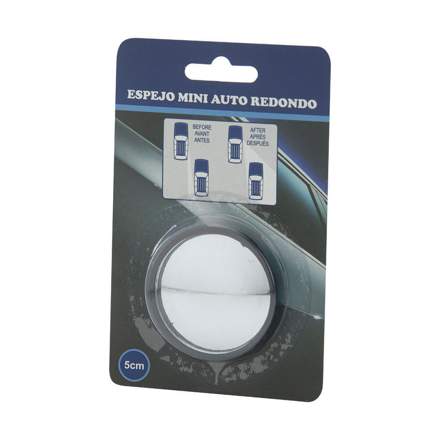 ESPEJO MINI AUTO REDONDO
BEFORE
AVANT
ANTES
AFTER
APRÈS
DESPUÉS
5cm